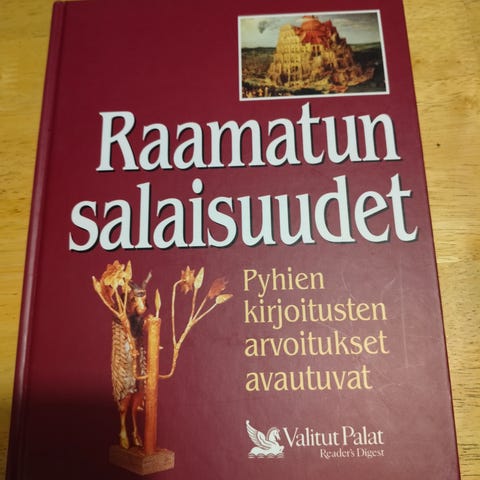 Raamatun
salaisuudet
Pyhien
kirjoitusten
arvoitukset
avautuvat
Valitut Palat
Reader's Digest